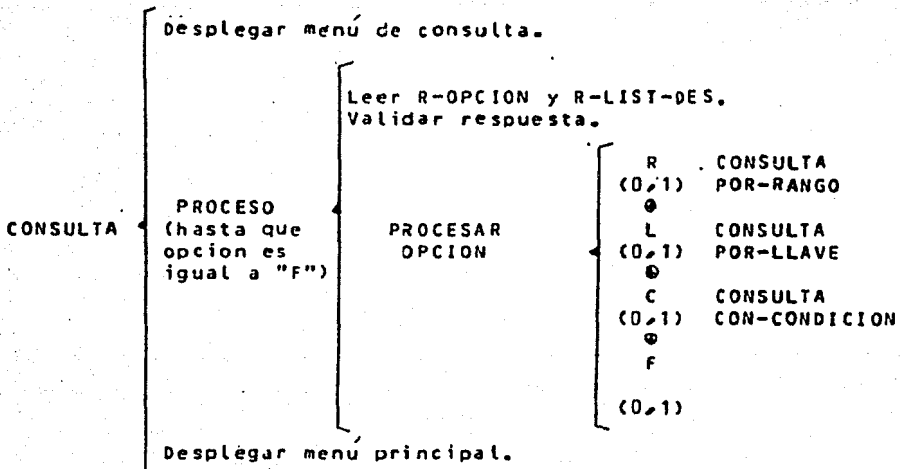 Desplegar menú de consulta.
Leer R-OPCION y R-LIST-DES.
Validar respuesta.
R CONSULTA
(0,1) POR-RANGO
PROCESO
CONSULTA (hasta que PROCESAR L CONSULTA
opcion es OPCION (0,1) POR-LLAVE
igual a "F")
C CONSULTA
(0,1) CON-CONDICION
F
(0,1)
Desplegar menú principal.